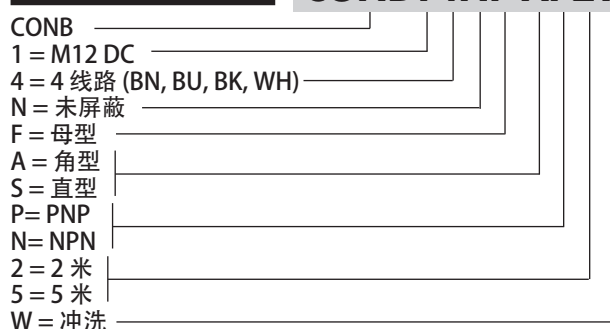 CONB
1 = M12 DC
4 = 4 线路 (BN, BU, BK, WH)
N = 未屏蔽
F = 母型
A = 角型
S = 直型
P= PNP
N= NPN
2 = 2 米
5 = 5 米
W = 冲洗